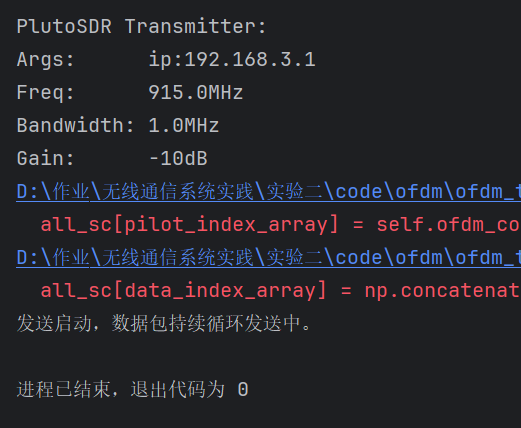 PlutoSDR Transmitter:
Args:      ip:192.168.3.1
Freq:      915.0MHz
Bandwidth: 1.0MHz
Gain:      -10dB
D:\作业\无线通信系统实践\实验二\code\ofdm\ofdm_t
all_sc[pilot_index_array] = self.ofdm_co
D:\作业\无线通信系统实践\实验二\code\ofdm\ofdm_t
all_sc[data_index_array] = np.concatenat
发送启动，数据包持续循环发送中。
进程已结束，退出代码为 0